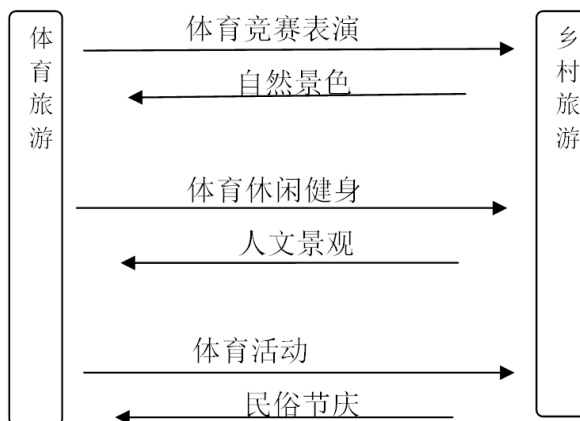 体育旅游
体育竞赛表演
自然景色
体育休闲健身
人文景观
体育活动
民俗节庆
乡村旅游